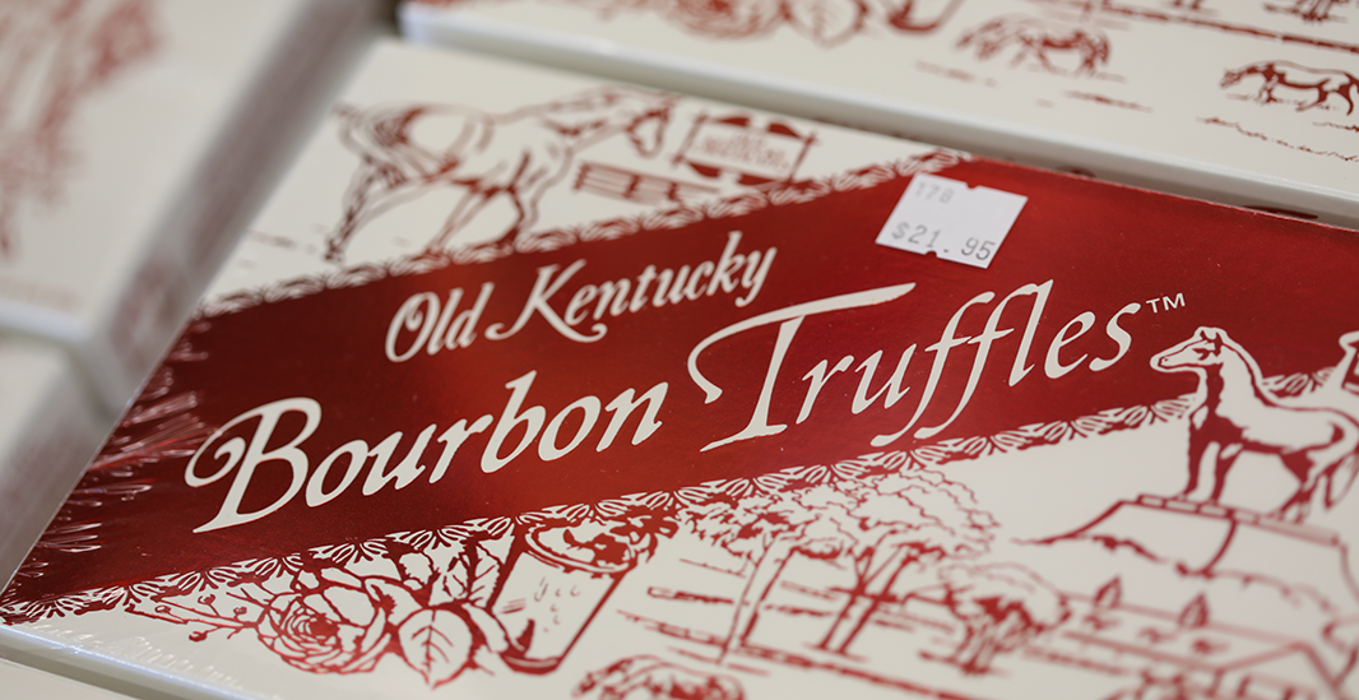 178
$21.95
Old Kentucky
Bourbon Truffles™